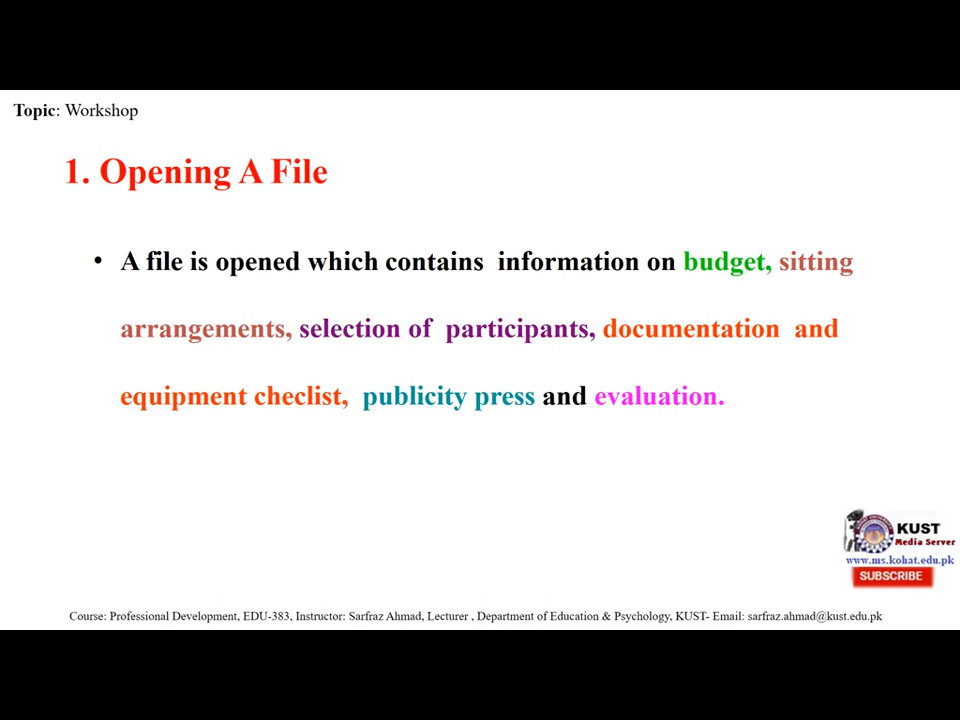 Topic: Workshop
1. Opening A File
• A file is opened which contains information on budget, sitting
arrangements, selection of participants, documentation and
equipment checlist, publicity press and evaluation.
KUST
Media Server
www.ms.kohat.edu.pk
SUBSCRIBE
Course: Professional Development, EDU-383, Instructor: Sarfraz Ahmad, Lecturer , Department of Education & Psychology, KUST- Email: sarfraz.ahmad@kust.edu.pk